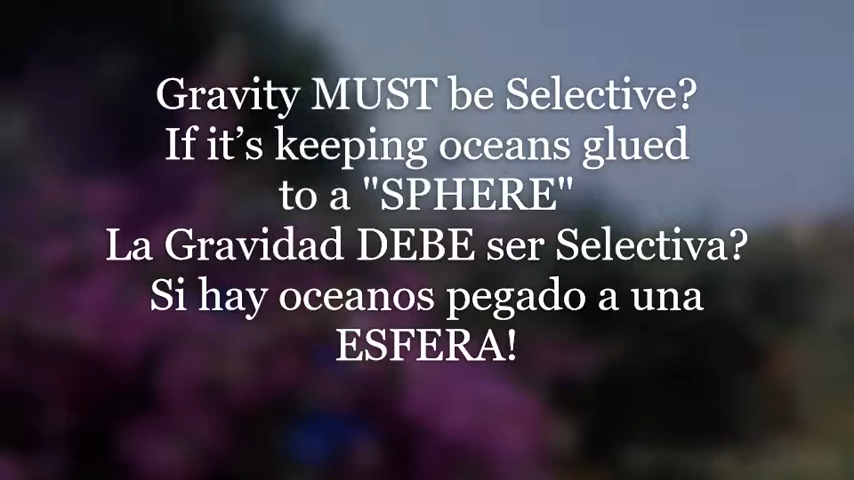 Gravity MUST be Selective?
If it’s keeping oceans glued
to a "SPHERE"
La Gravidad DEBE ser Selectiva?
Si hay oceanos pegado a una
ESFERA!